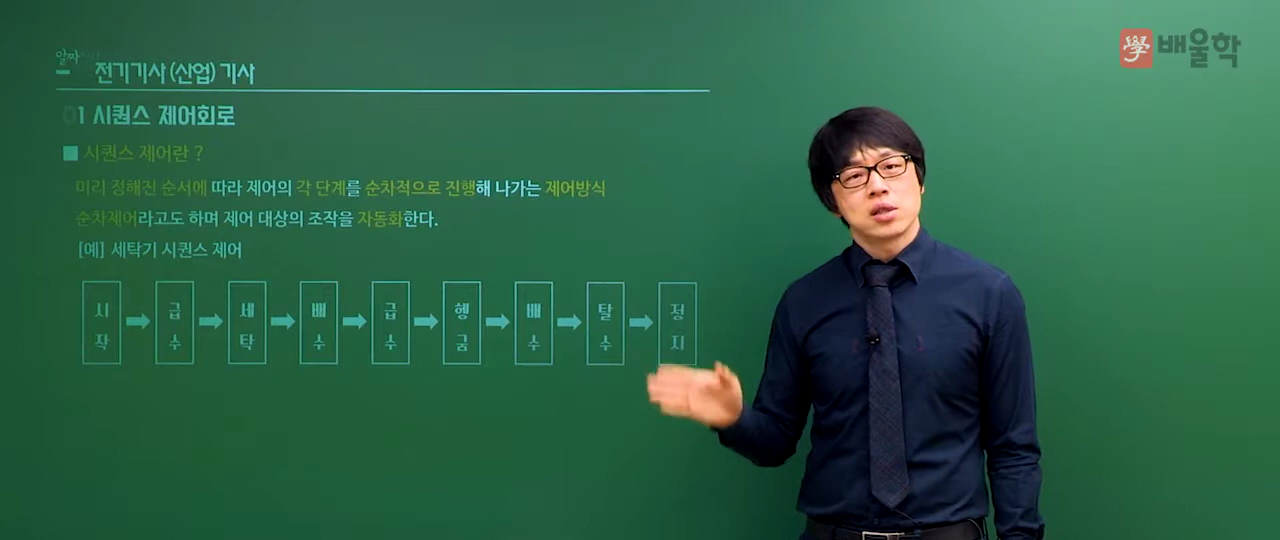 알짜
전기기사(산업) 기사
學 배울학
01 시퀀스 제어회로
시퀀스 제어란 ?
미리 정해진 순서에 따라 제어의 각 단계를 순차적으로 진행해 나가는 제어방식
순차제어라고도 하며 제어 대상의 조작을 자동화한다.
[예] 세탁기 시퀀스 제어
시작 급수 세탁 배수 급수 헹굼 배수 탈수 정지